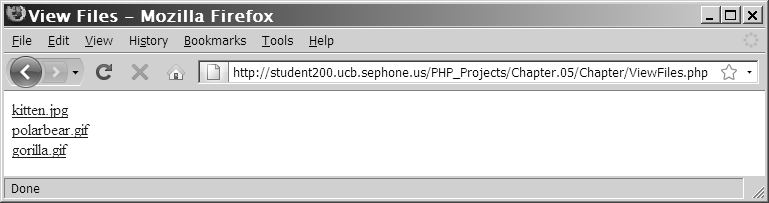 View Files - Mozilla Firefox
File Edit View History Bookmarks Tools Help
http://student200.ucb.sephone.us/PHP_Projects/Chapter.05/Chapter/ViewFiles.php
kitten.jpg
polarbear.gif
gorilla.gif
Done